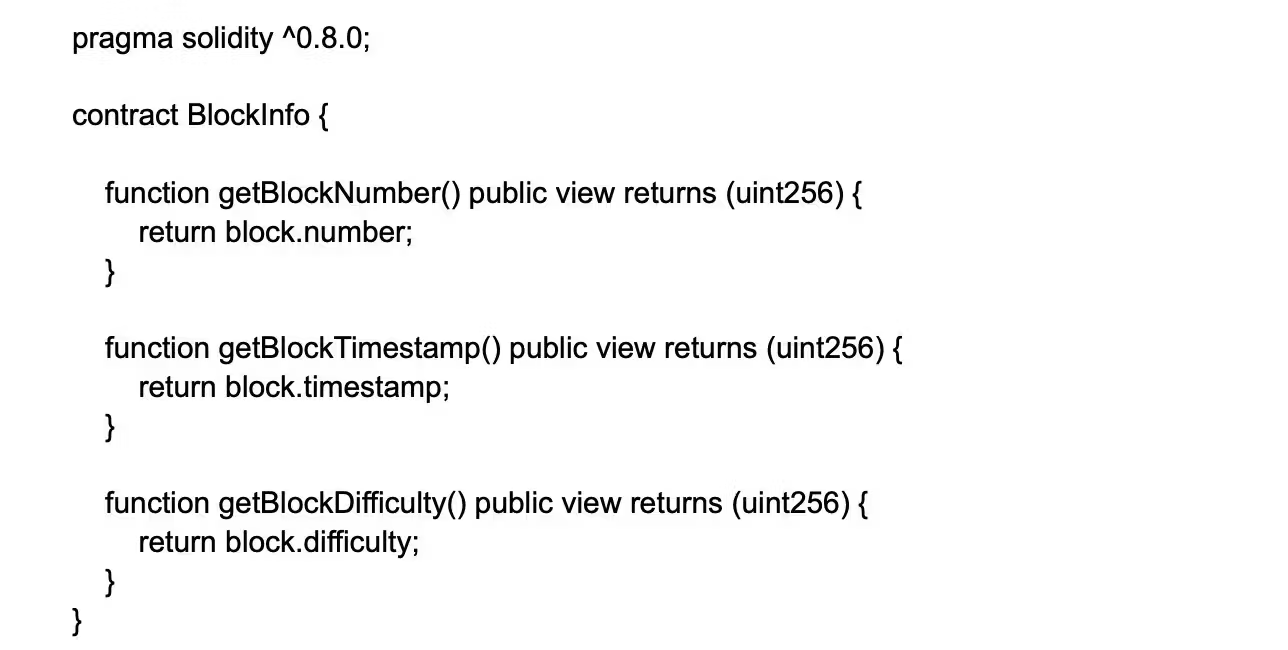 pragma solidity ^0.8.0;
contract BlockInfo {
function getBlockNumber() public view returns (uint256) {
return block.number;
}
function getBlockTimestamp() public view returns (uint256) {
return block.timestamp;
}
function getBlockDifficulty() public view returns (uint256) {
return block.difficulty;
}
}